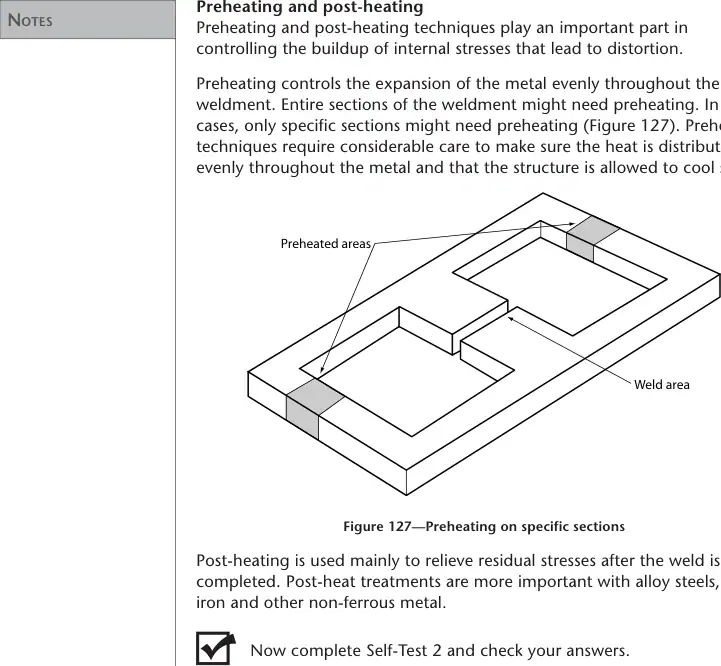 NOTES
Preheating and post-heating
Preheating and post-heating techniques play an important part in
controlling the buildup of internal stresses that lead to distortion.
Preheating controls the expansion of the metal evenly throughout the
weldment. Entire sections of the weldment might need preheating. In
cases, only specific sections might need preheating (Figure 127). Prehe
techniques require considerable care to make sure the heat is distribut
evenly throughout the metal and that the structure is allowed to cool
Preheated areas
Weld area
Figure 127—Preheating on specific sections
Post-heating is used mainly to relieve residual stresses after the weld is
completed. Post-heat treatments are more important with alloy steels,
iron and other non-ferrous metal.
Now complete Self-Test 2 and check your answers.